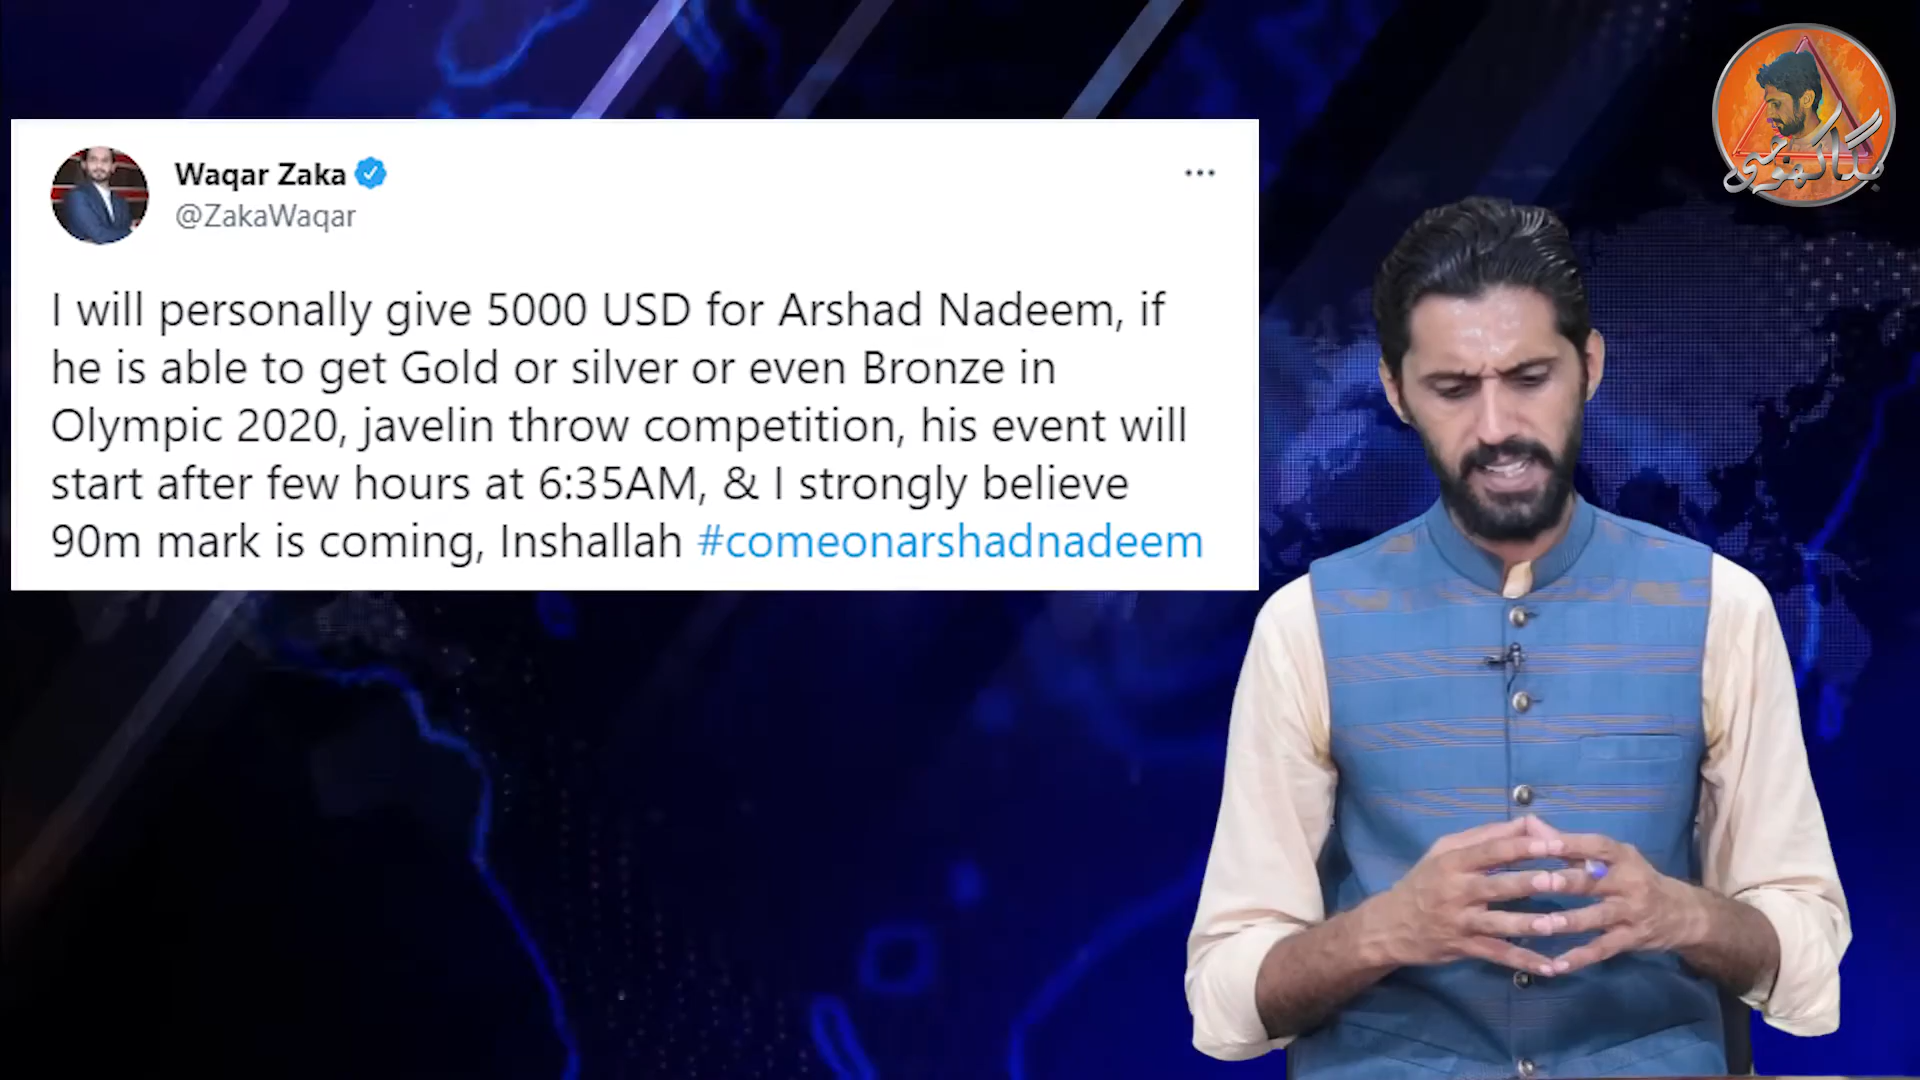 Waqar Zaka
@ZakaWaqar
I will personally give 5000 USD for Arshad Nadeem, if
he is able to get Gold or silver or even Bronze in
Olympic 2020, javelin throw competition, his event will
start after few hours at 6:35AM, & I strongly believe
90m mark is coming, Inshallah #comeonarshadnadeem